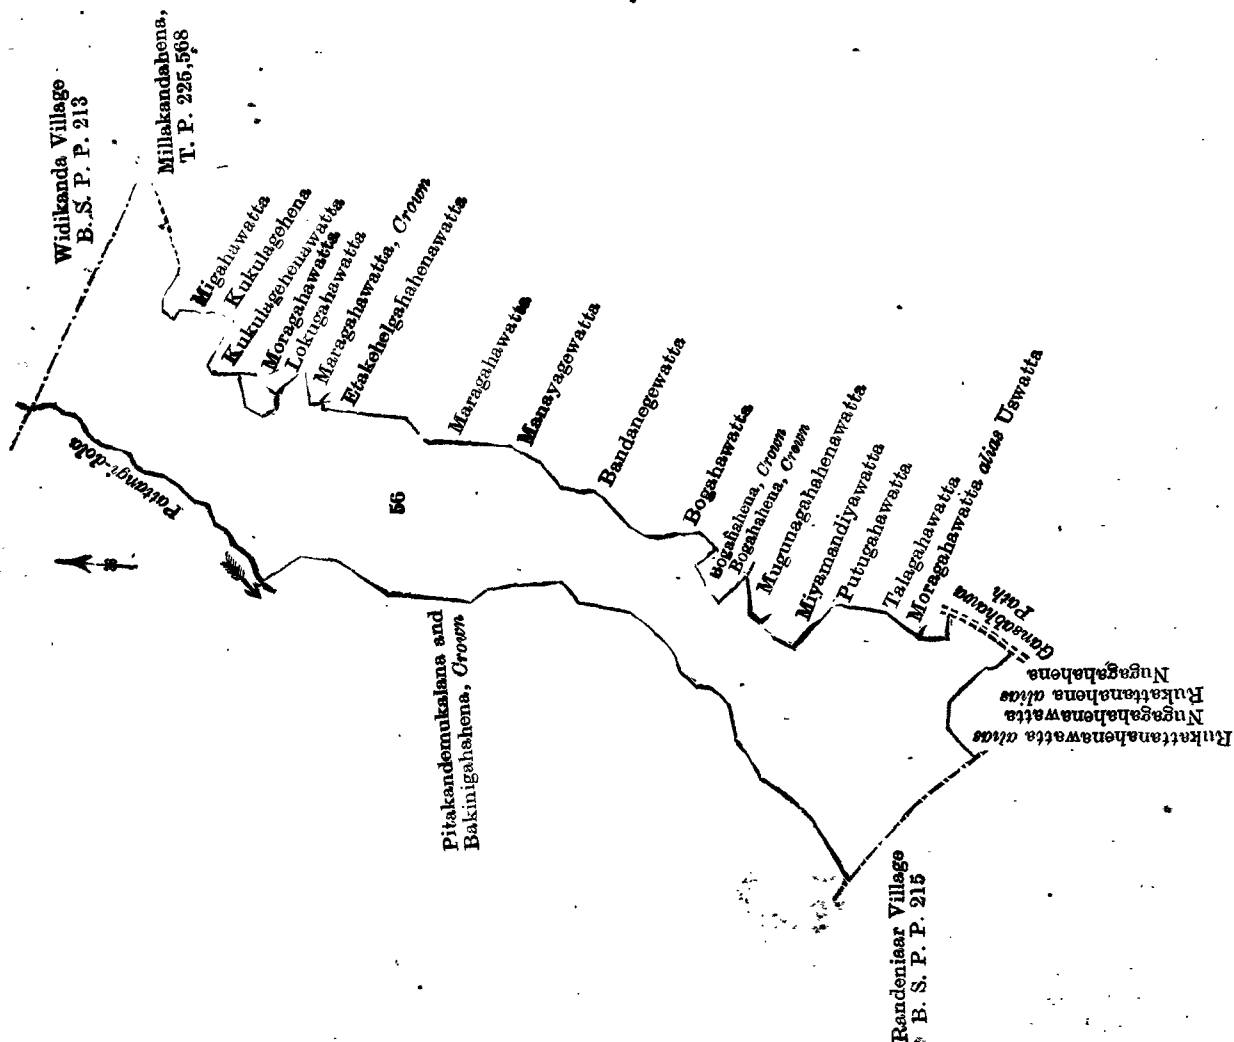 Widikanda Village
B. S. P. P. 213
Millakandahena,
T. P. 225,568
Migahawatta
Kukulagehena
Kukulagehenawatta
Moragahawatta
Lokugahawatta
Maragahawatta, Crown
Etakehelgahahenawatta
Maragahawatta
Manayagewatta
Bandanegewatta
Bogahawatta
Bogahahena, Crown
Bogahahena, Crown
Mugunagahahenawatta
Miyamandiyawatta
Putugahawatta
Talagahawatta
Moragahawatta alias Uswatta
Gansabhawa
Path
Rukattanahenawatta alias
Nugagahahenawatta
Rukattanahena alias
Nugagahahena
Pattangi-dola
56
Pitakandemukalana and
Bakinigahahena, Crown
Randeniaar Village
B. S. P. P. 215